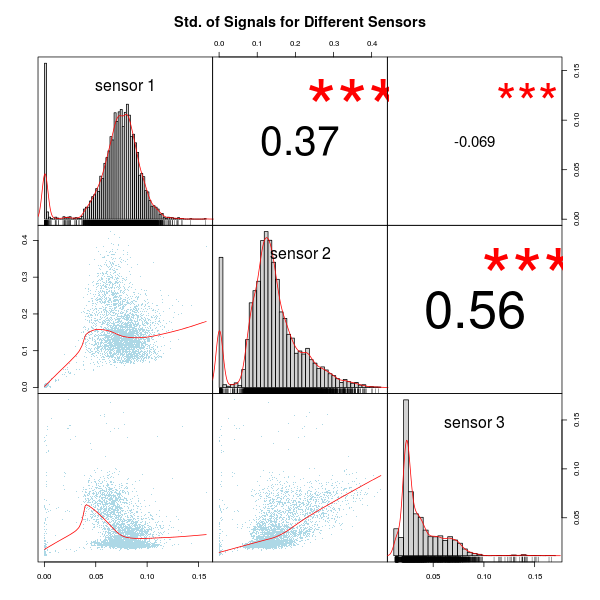 Std. of Signals for Different Sensors
0.0 0.1 0.2 0.3 0.4
sensor 1
***
0.37
***
-0.069
0.00 0.05 0.10 0.15
0.0 0.1 0.2 0.3 0.4
sensor 2
***
0.56
sensor 3
0.05 0.10 0.15
0.00 0.05 0.10 0.15
0.05 0.10 0.15